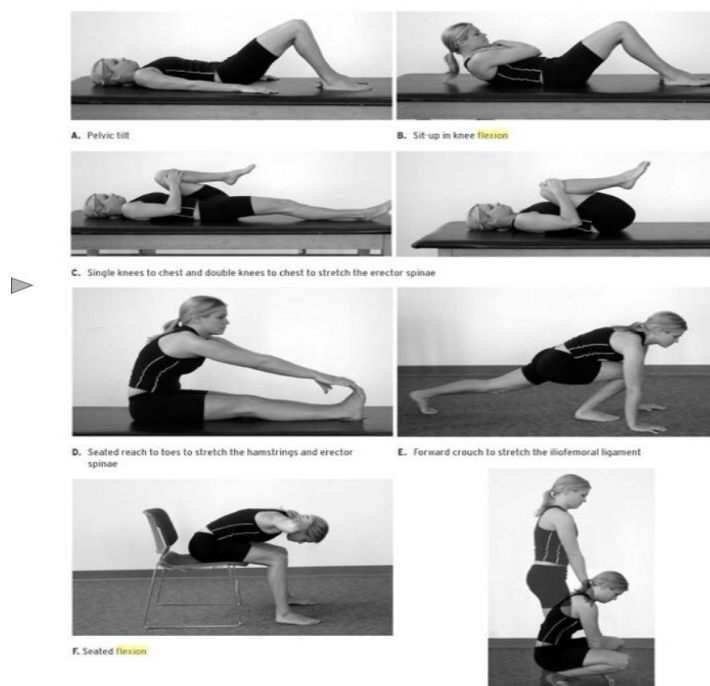 A. Pelvic tilt
B. Sit-up in knee flexion
C. Single knees to chest and double knees to chest to stretch the erector spinae
D. Seated reach to toes to stretch the hamstrings and erector
spinae
E. Forward crouch to stretch the iliofemoral ligament
F. Seated flexion